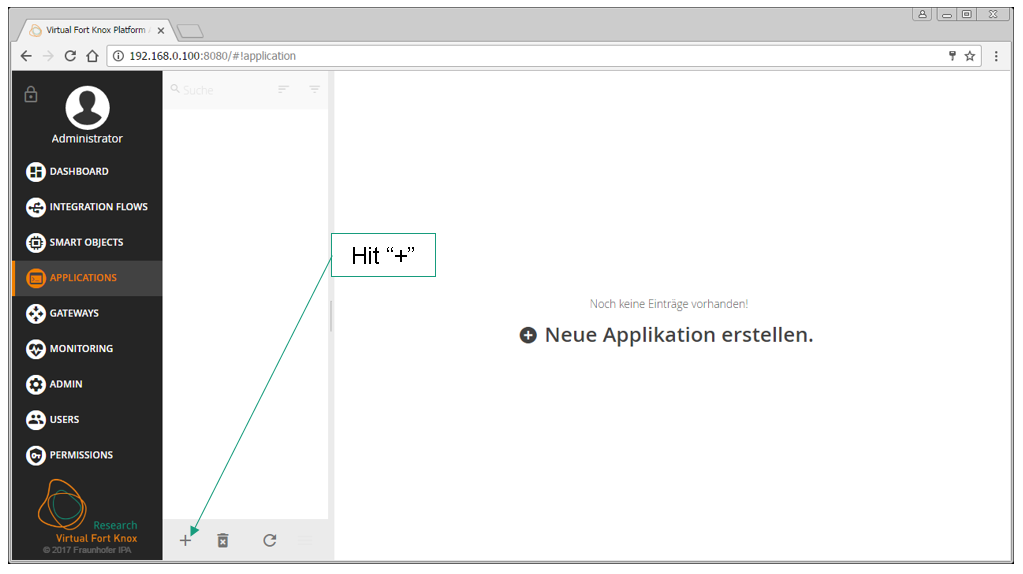 Virtual Fort Knox Platform
192.168.0.100:8080/#!application
Suche
Administrator
DASHBOARD
INTEGRATION FLOWS
SMART OBJECTS
APPLICATIONS
GATEWAYS
MONITORING
ADMIN
USERS
PERMISSIONS
Research
Virtual Fort Knox
© 2017 Fraunhofer IPA
Hit “+”
Noch keine Einträge vorhanden!
Neue Applikation erstellen.